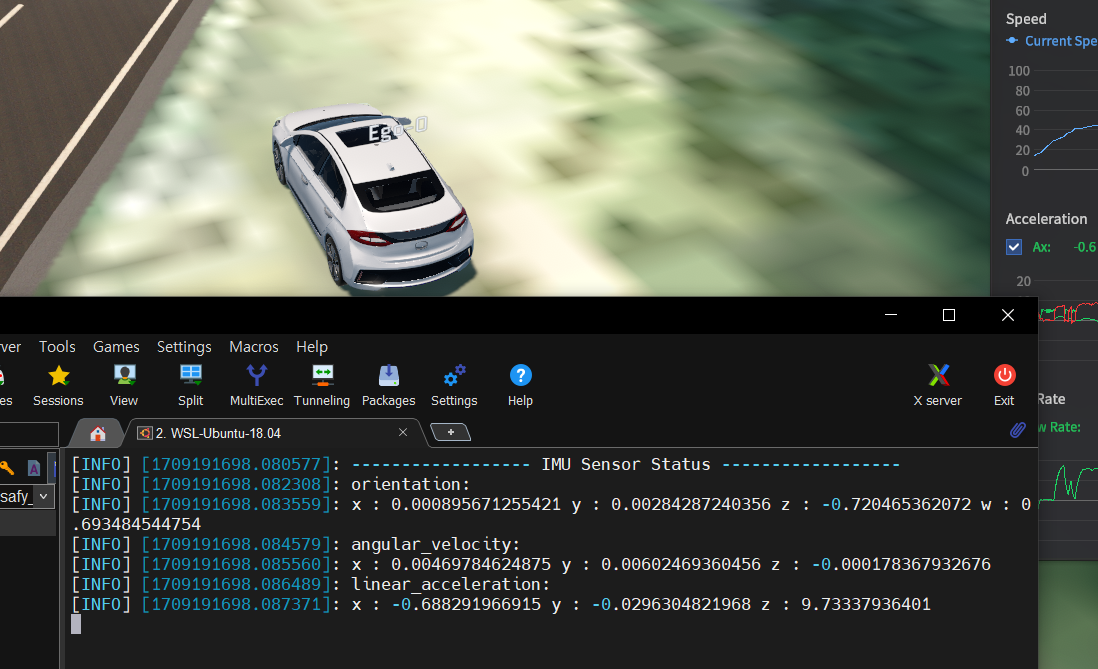 Ego-0
Speed
Current Spe
100
80
60
40
20
0
Acceleration
Ax: -0.6
20
Rate
w Rate:
ver Tools Games Settings Macros Help
es Sessions View Split MultiExec Tunneling Packages Settings Help X server Exit
2. WSL-Ubuntu-18.04
safy_
[INFO] [1709191698.080577]: ------------------ IMU Sensor Status ------------------
[INFO] [1709191698.082308]: orientation:
[INFO] [1709191698.083559]: x : 0.000895671255421 y : 0.00284287240356 z : -0.720465362072 w : 0
.693484544754
[INFO] [1709191698.084579]: angular_velocity:
[INFO] [1709191698.085560]: x : 0.00469784624875 y : 0.00602469360456 z : -0.000178367932676
[INFO] [1709191698.086489]: linear_acceleration:
[INFO] [1709191698.087371]: x : -0.688291966915 y : -0.0296304821968 z : 9.73337936401